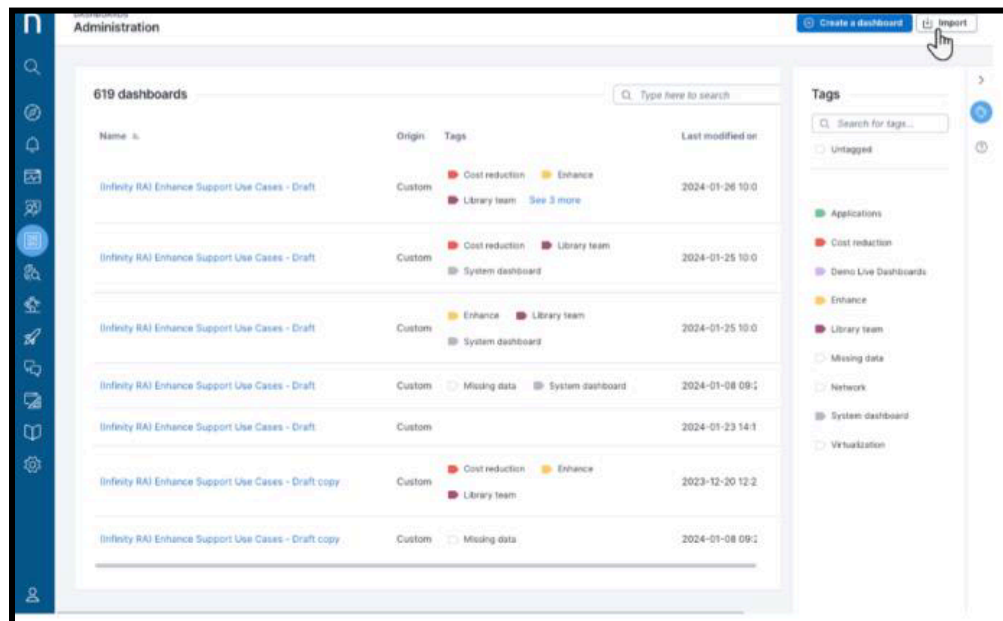 n
DASHBOARDS
Administration
Create a dashboard
Import
619 dashboards
Type here to search
Name
Origin
Tags
Last modified on
(Infinity RA) Enhance Support Use Cases - Draft
Custom
Cost reduction
Enhance
Library team
See 3 more
2024-01-26 10:0
(Infinity RA) Enhance Support Use Cases - Draft
Custom
Cost reduction
Library team
System dashboard
2024-01-25 10:0
(Infinity RA) Enhance Support Use Cases - Draft
Custom
Enhance
Library team
System dashboard
2024-01-25 10:0
(Infinity RA) Enhance Support Use Cases - Draft
Custom
Missing data
System dashboard
2024-01-08 09:2
(Infinity RA) Enhance Support Use Cases - Draft
Custom
2024-01-23 14:1
(Infinity RA) Enhance Support Use Cases - Draft copy
Custom
Cost reduction
Enhance
Library team
2023-12-20 12:2
(Infinity RA) Enhance Support Use Cases - Draft copy
Custom
Missing data
2024-01-08 09:2
Tags
Search for tags...
Untagged
Applications
Cost reduction
Demo Live Dashboards
Enhance
Library team
Missing data
Network
System dashboard
Virtualization